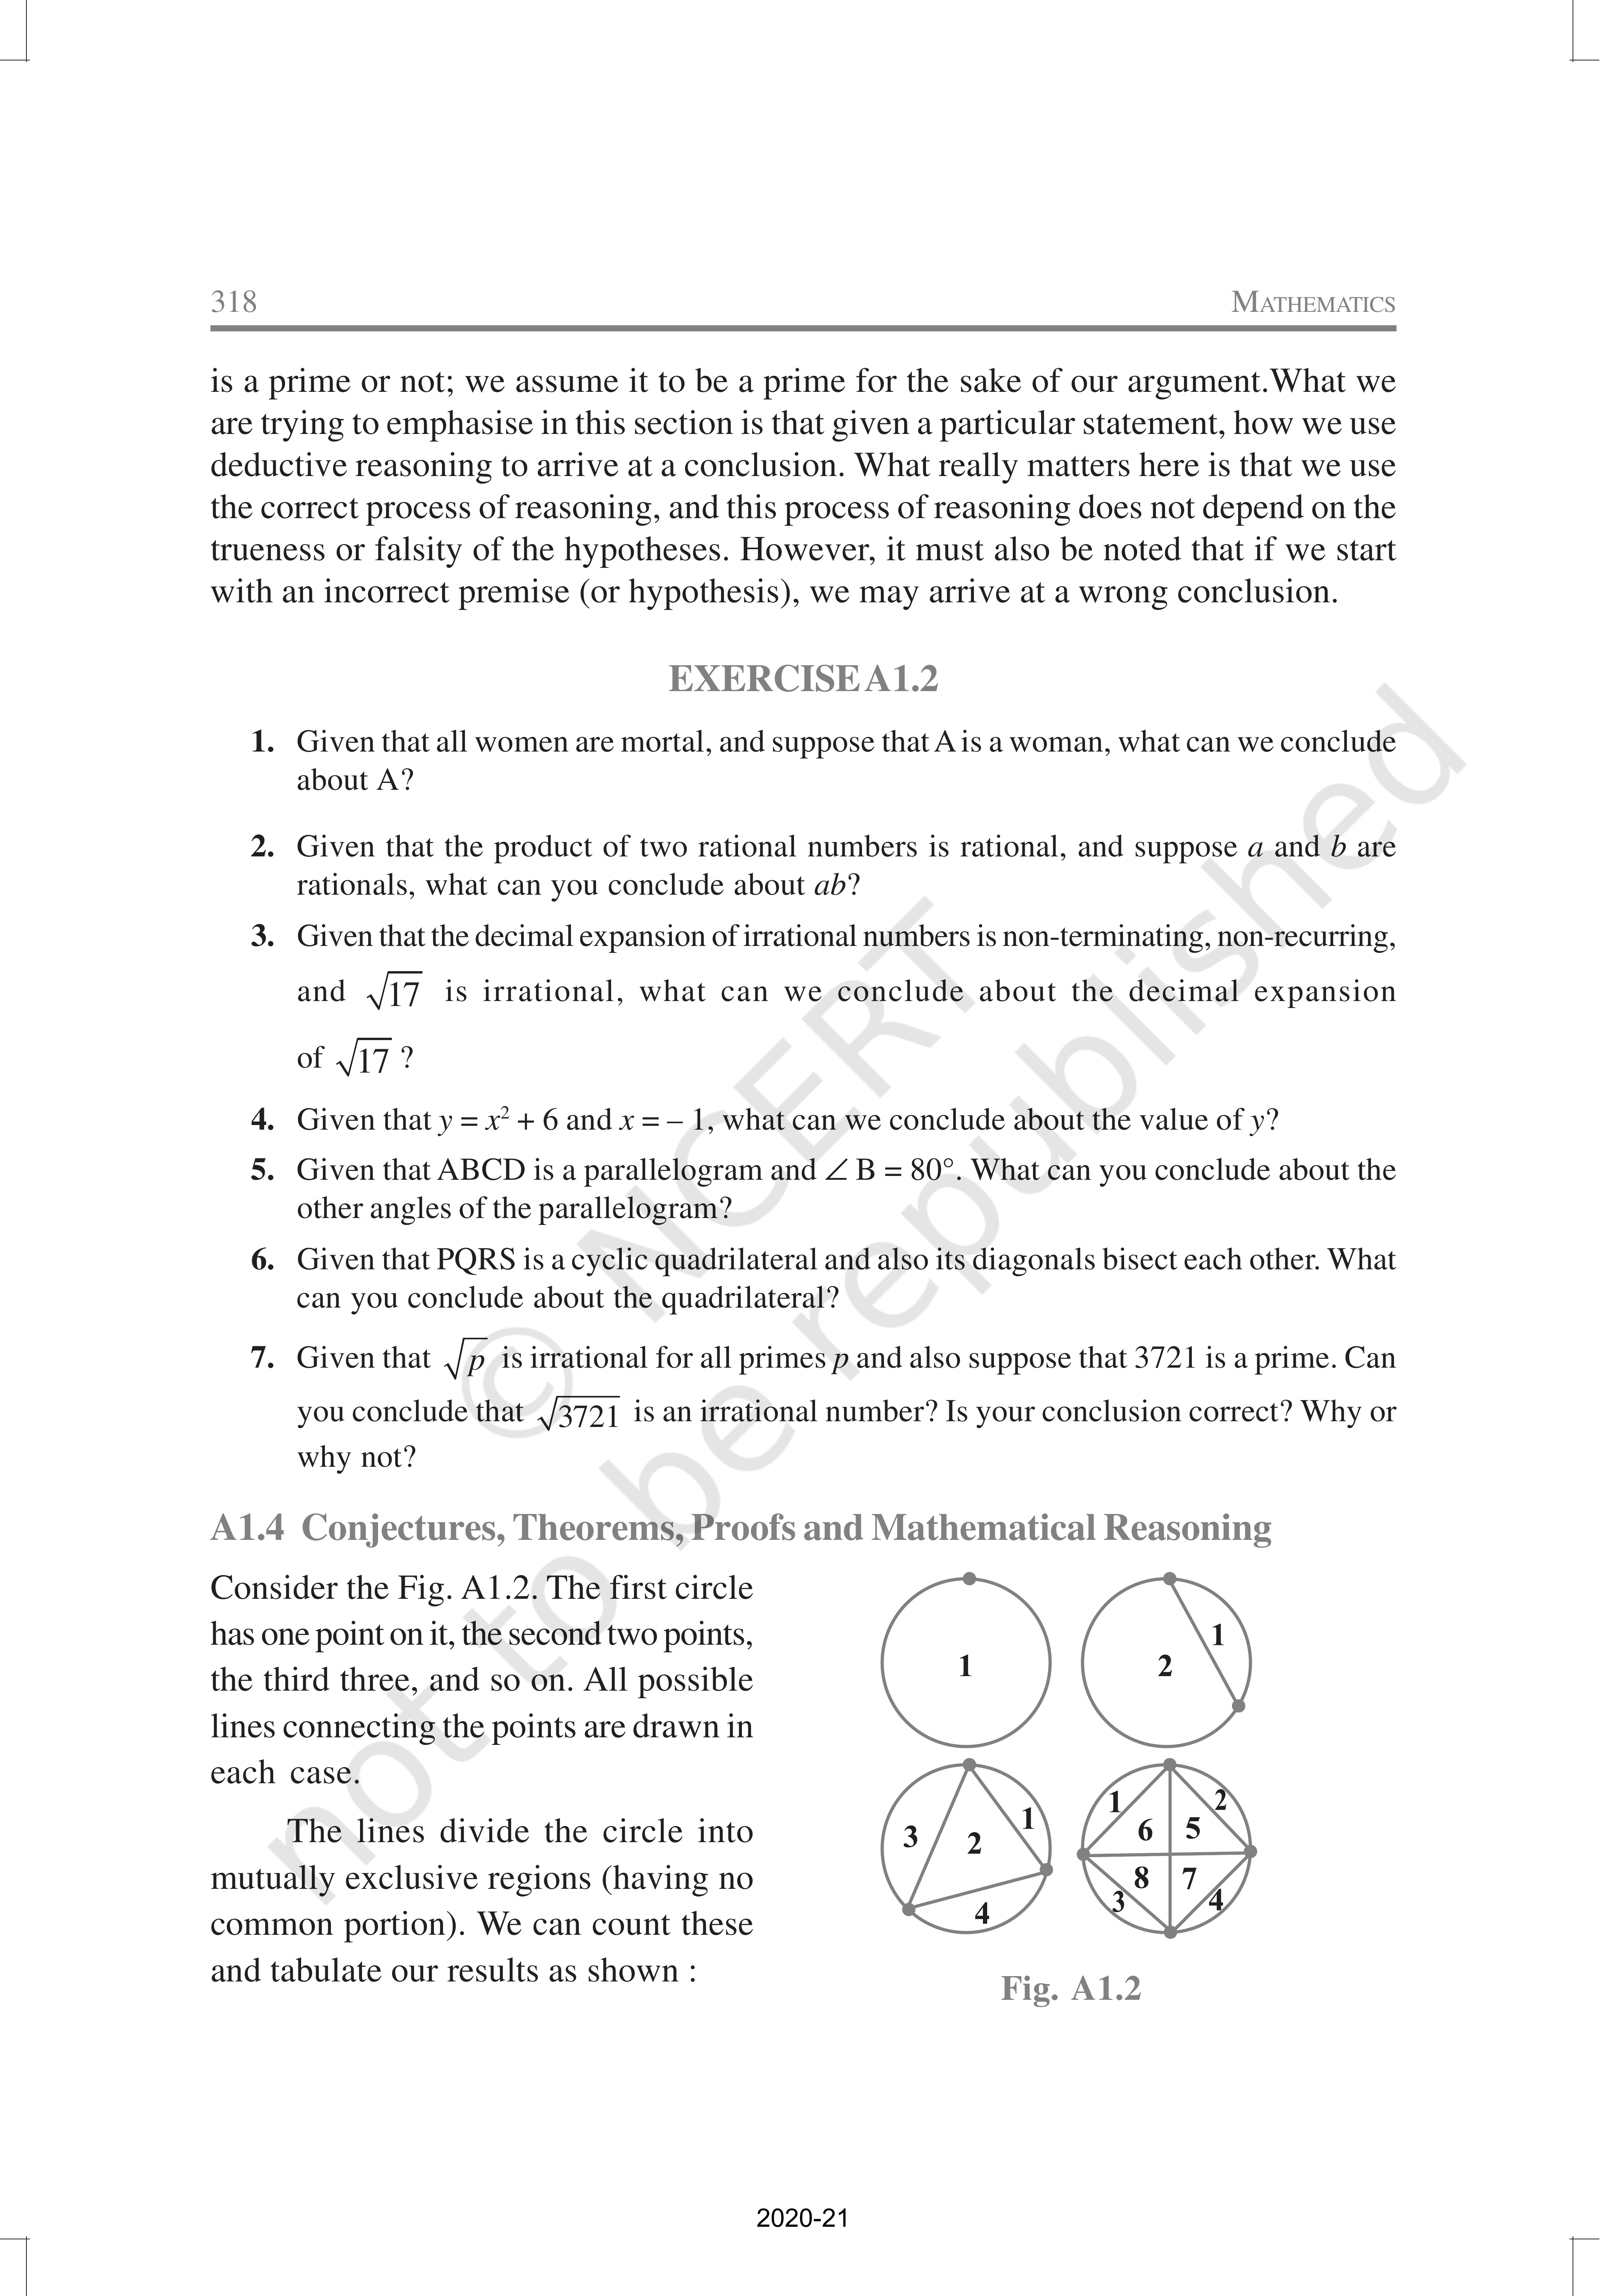 318
MATHEMATICS
is a prime or not; we assume it to be a prime for the sake of our argument.What we
are trying to emphasise in this section is that given a particular statement, how we use
deductive reasoning to arrive at a conclusion. What really matters here is that we use
the correct process of reasoning, and this process of reasoning does not depend on the
trueness or falsity of the hypotheses. However, it must also be noted that if we start
with an incorrect premise (or hypothesis), we may arrive at a wrong conclusion.
EXERCISE A1.2
1. Given that all women are mortal, and suppose that A is a woman, what can we conclude
about A?
2. Given that the product of two rational numbers is rational, and suppose a and b are
rationals, what can you conclude about ab?
3. Given that the decimal expansion of irrational numbers is non-terminating, non-recurring,
and √17 is irrational, what can we conclude about the decimal expansion
of √17 ?
4. Given that y = x² + 6 and x = – 1, what can we conclude about the value of y?
5. Given that ABCD is a parallelogram and ∠ B = 80°. What can you conclude about the
other angles of the parallelogram?
6. Given that PQRS is a cyclic quadrilateral and also its diagonals bisect each other. What
can you conclude about the quadrilateral?
7. Given that √p is irrational for all primes p and also suppose that 3721 is a prime. Can
you conclude that √3721 is an irrational number? Is your conclusion correct? Why or
why not?
A1.4 Conjectures, Theorems, Proofs and Mathematical Reasoning
Consider the Fig. A1.2. The first circle
has one point on it, the second two points,
the third three, and so on. All possible
lines connecting the points are drawn in
each case.
The lines divide the circle into
mutually exclusive regions (having no
common portion). We can count these
and tabulate our results as shown :
1
1
2
3
2
1
4
1
2
6
5
8
7
3
4
Fig. A1.2
© NCERT
not to be republished
2020-21